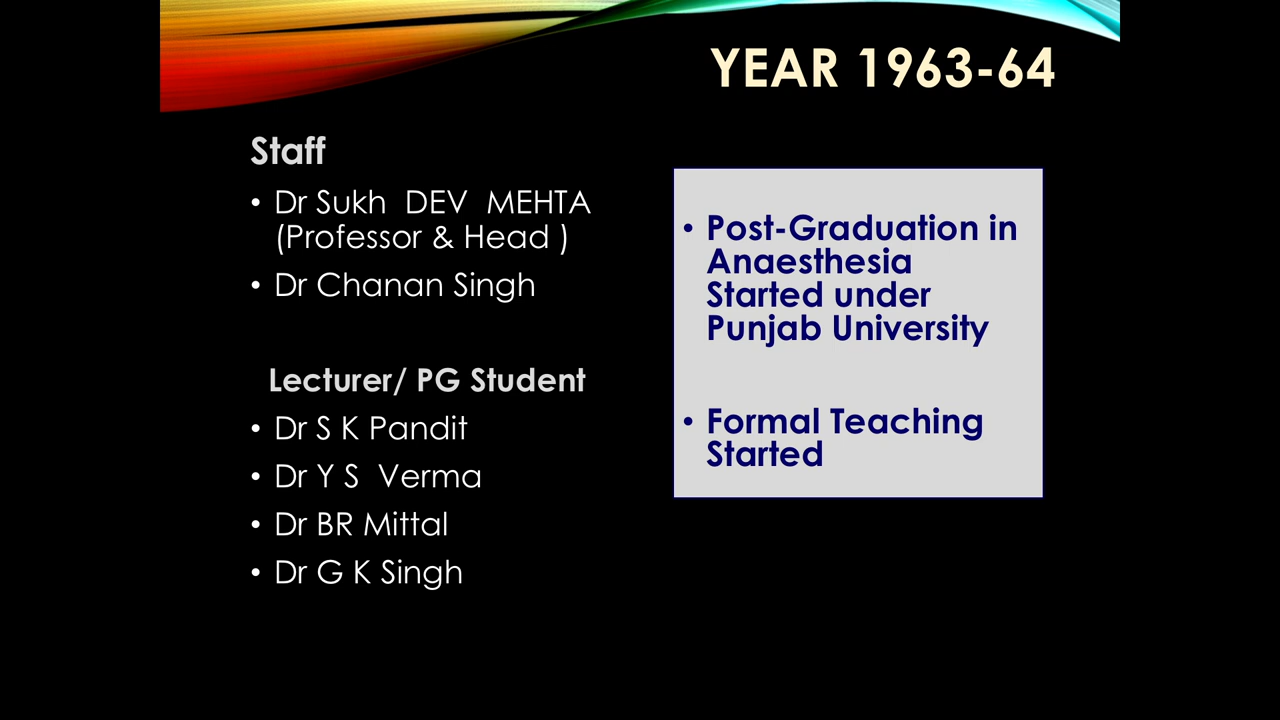 YEAR 1963-64
Staff
• Dr Sukh DEV MEHTA
(Professor & Head )
• Dr Chanan Singh
Lecturer/ PG Student
• Dr S K Pandit
• Dr Y S Verma
• Dr BR Mittal
• Dr G K Singh
• Post-Graduation in
Anaesthesia
Started under
Punjab University
• Formal Teaching
Started